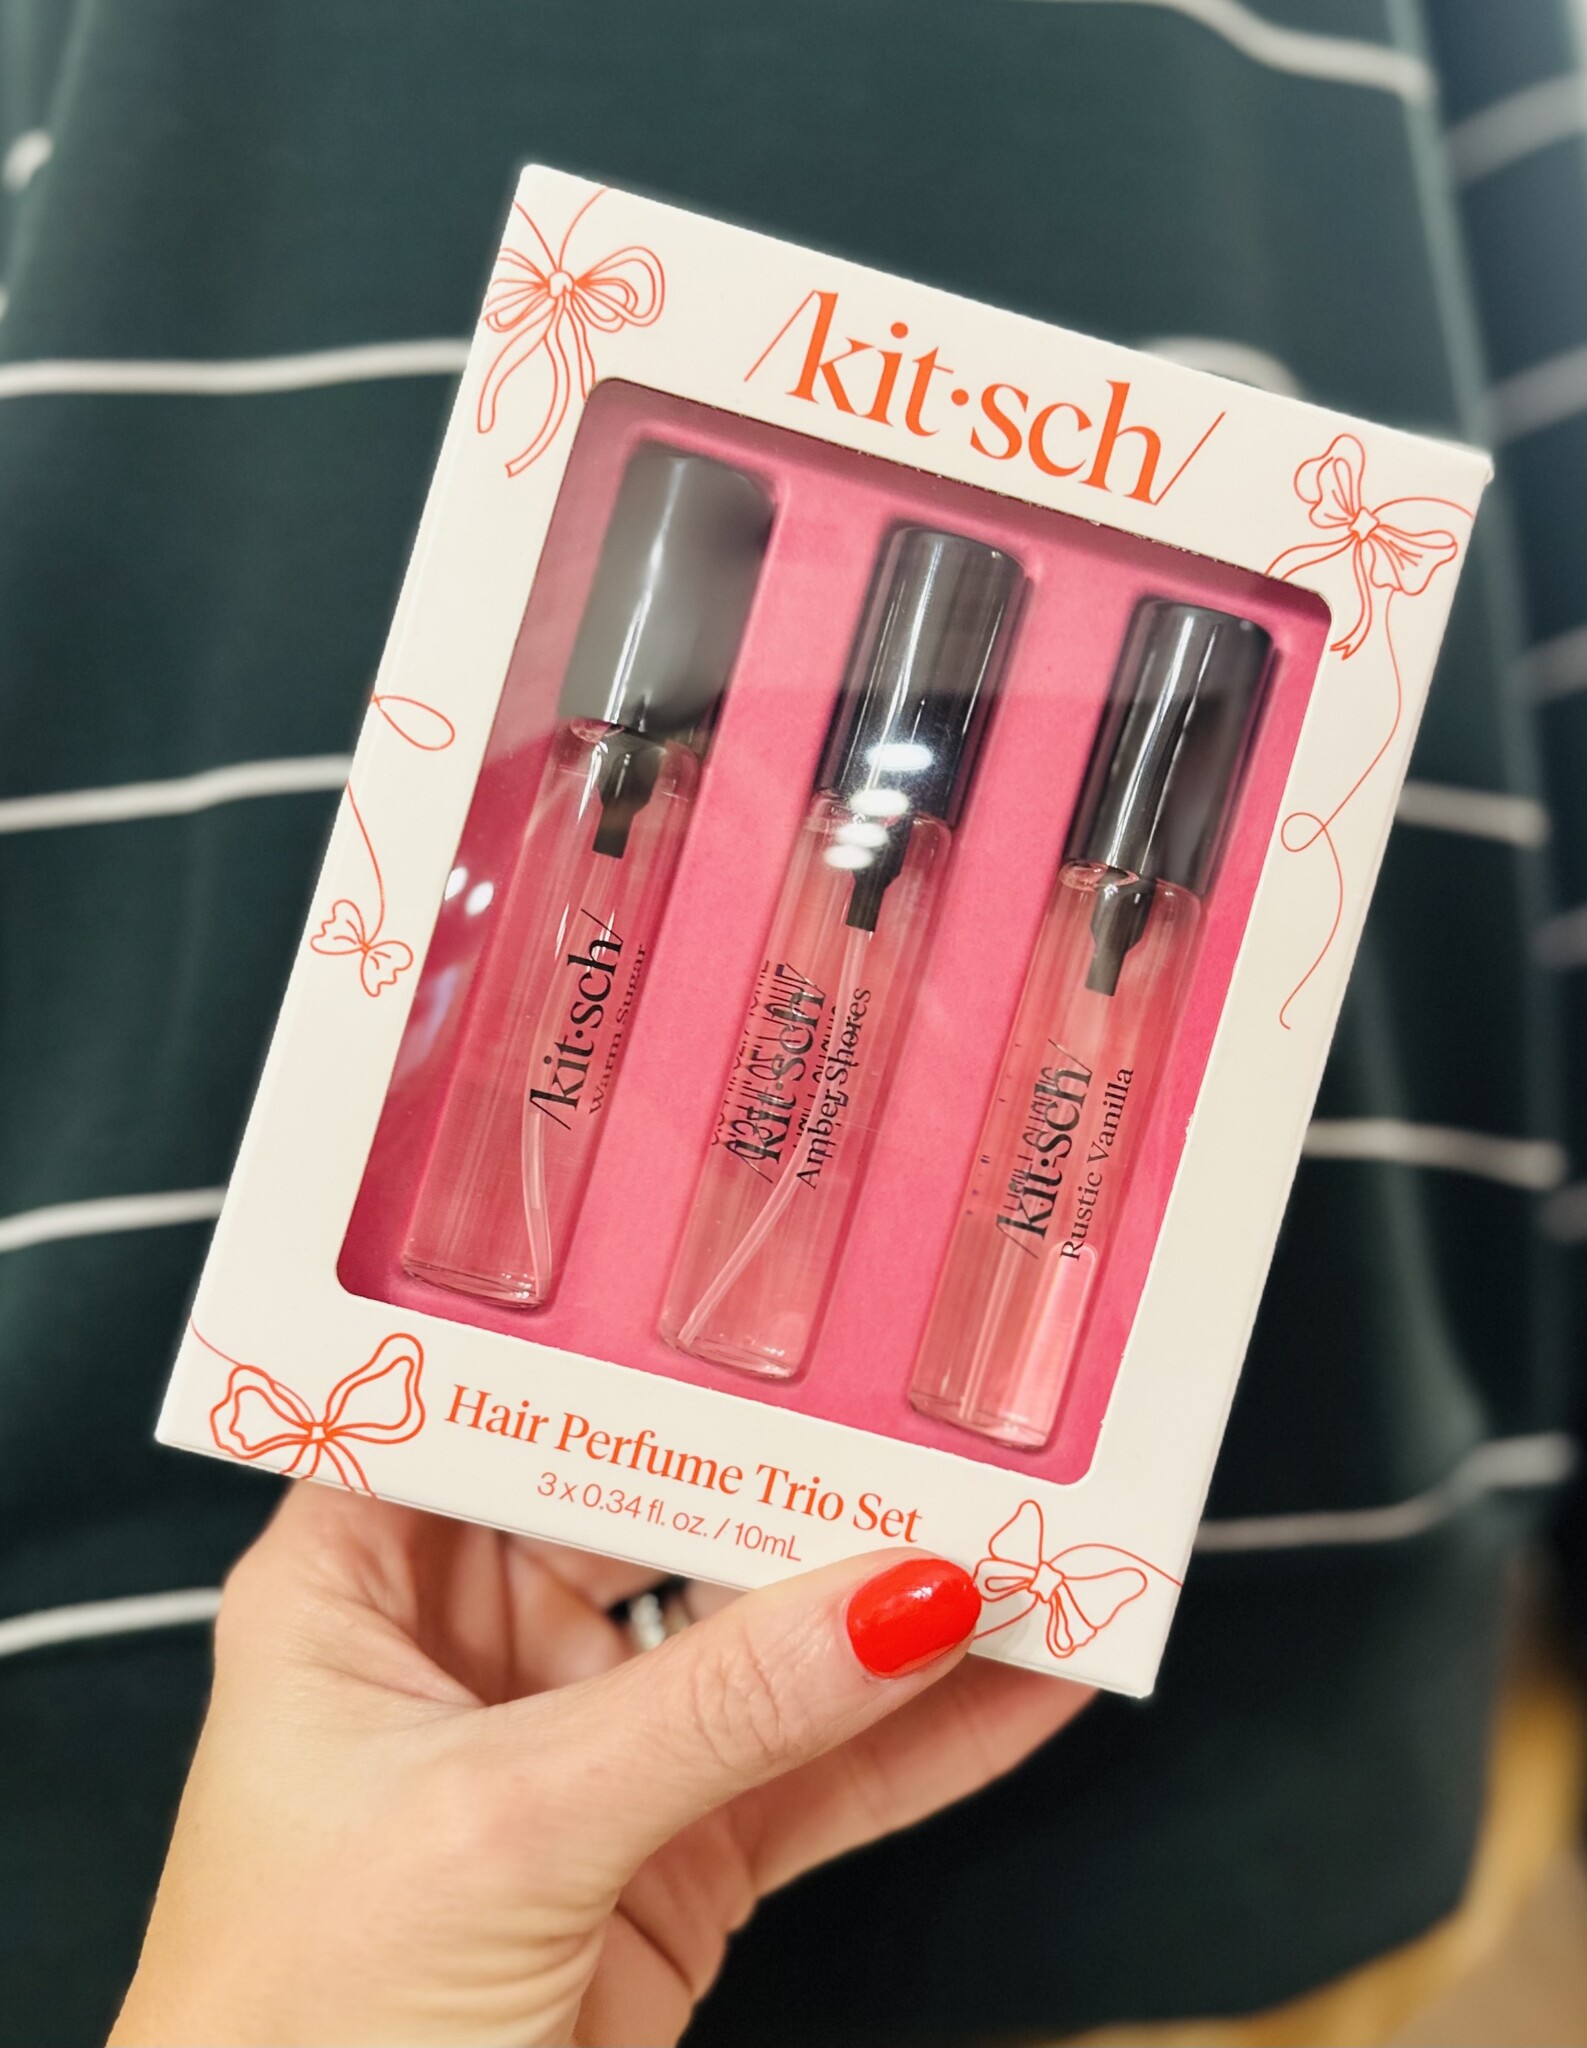 /kit·sch/
/kit·sch/
Warm Sugar
/kit·sch/
Amber Shores
/kit·sch/
Rustic Vanilla
Hair Perfume Trio Set
3 x 0.34 fl. oz. / 10mL